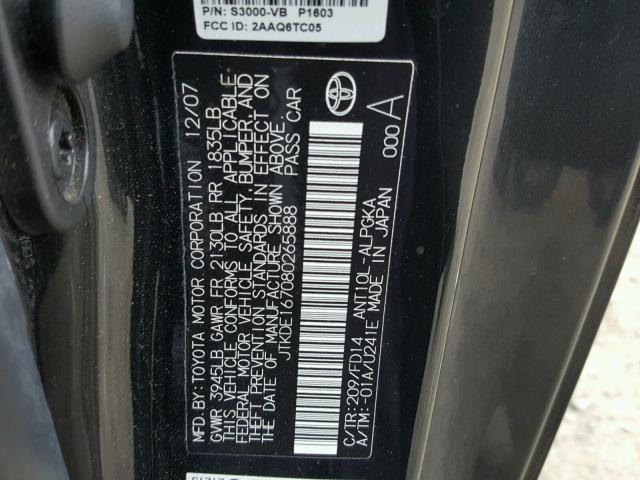 P/N: S3000-VB P1603
FCC ID: 2AAQ6TC05
MFD. BY: TOYOTA MOTOR CORPORATION 12/07
GVWR 3945LB GAWR FR 2130LB RR 1835LB
THIS VEHICLE CONFORMS TO ALL APPLICABLE
FEDERAL MOTOR VEHICLE SAFETY, BUMPER, AND
THEFT PREVENTION STANDARDS IN EFFECT ON
THE DATE OF MANUFACTURE SHOWN ABOVE.
JTKDE167080265888 PASS CAR
C/TR: 209/FD14 ANT10L-ALPGKA 000 A
A/TM: -01A/U241E MADE IN JAPAN